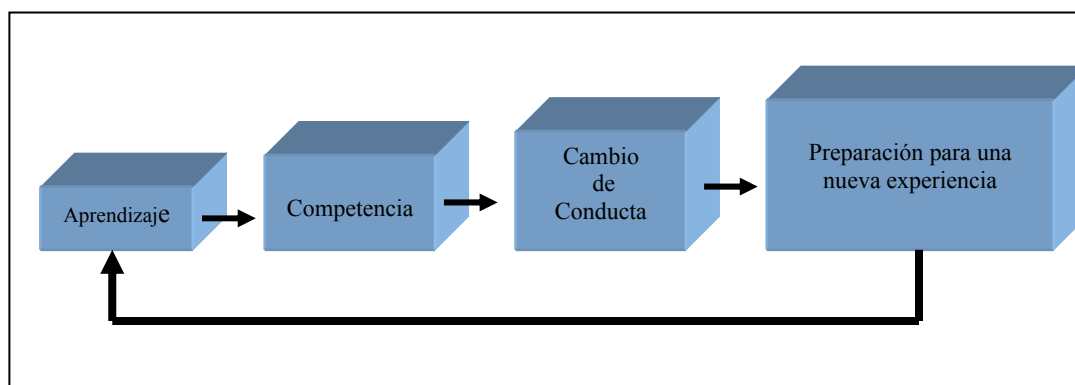 Aprendizaje
Competencia
Cambio
de
Conducta
Preparación para una
nueva experiencia